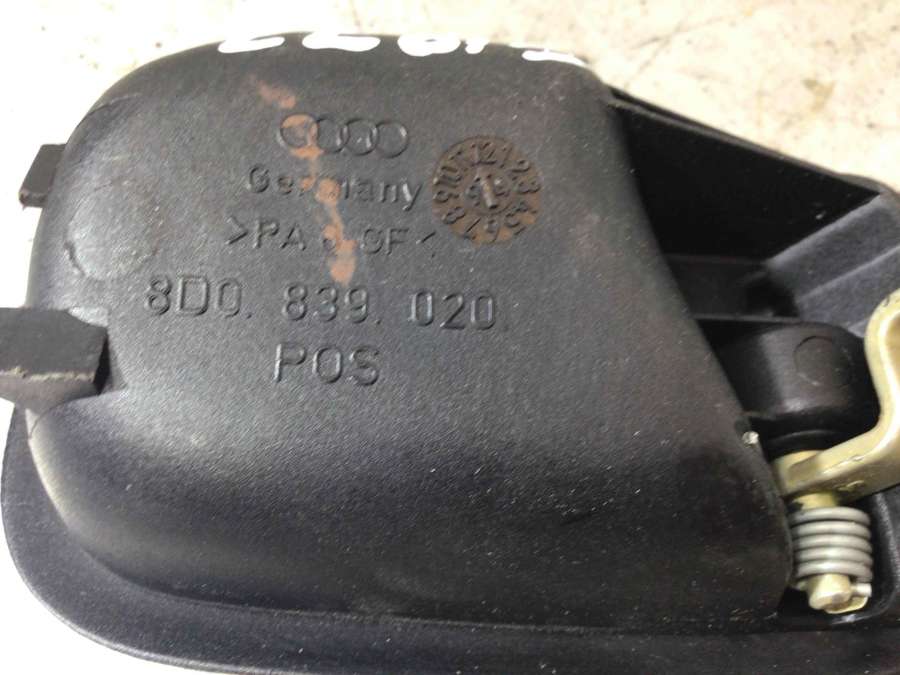 Germany
>PA 6 GF<
8D0. 839. 020
POS